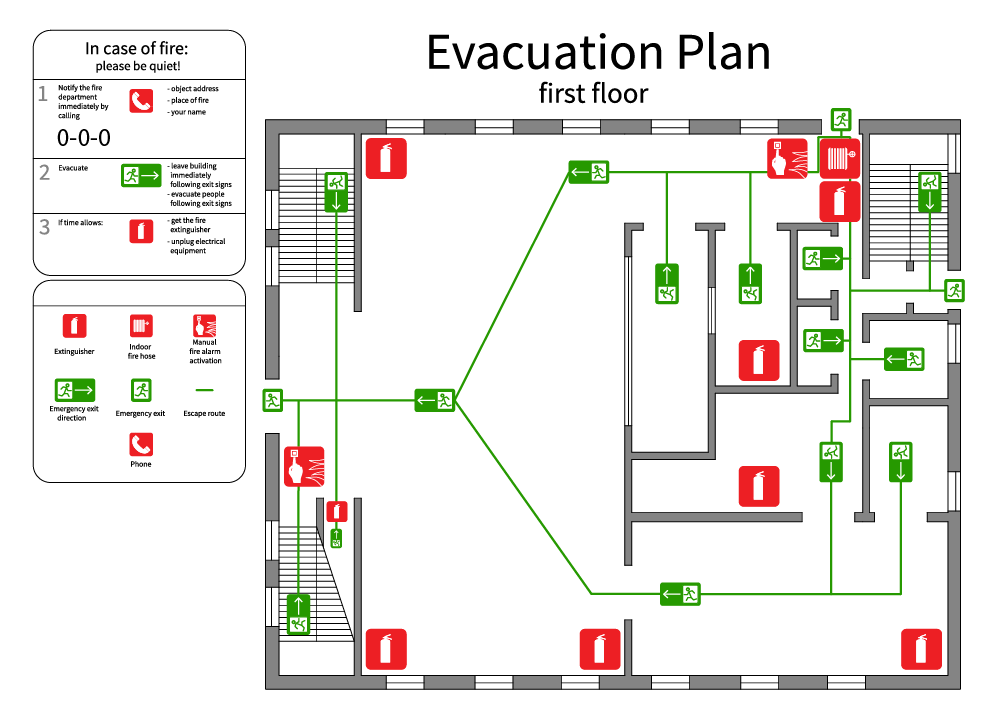 Evacuation Plan
first floor
In case of fire:
please be quiet!
1
Notify the fire
department
immediately by
calling
0-0-0
- object address
- place of fire
- your name
2
Evacuate
- leave building
immediately
following exit signs
- evacuate people
following exit signs
3
If time allows:
- get the fire
extinguisher
- unplug electrical
equipment
Extinguisher
Indoor
fire hose
Manual
fire alarm
activation
Emergency exit
direction
Emergency exit
Escape route
Phone